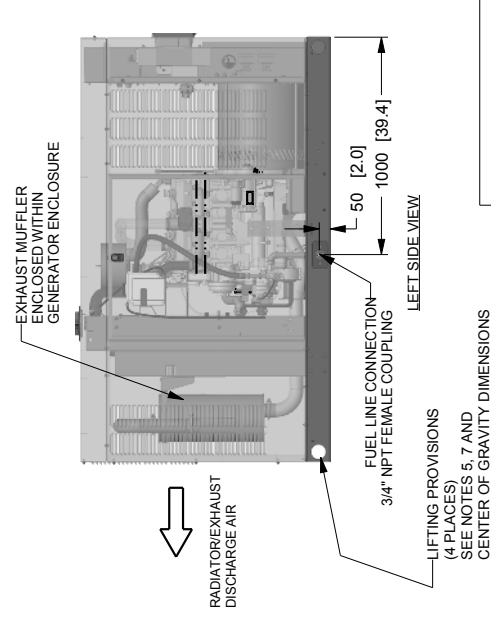 EXHAUST MUFFLER
ENCLOSED WITHIN
GENERATOR ENCLOSURE
RADIATOR/EXHAUST
DISCHARGE AIR
50 [2.0]
1000 [39.4]
FUEL LINE CONNECTION
3/4" NPT FEMALE COUPLING
LEFT SIDE VIEW
LIFTING PROVISIONS
(4 PLACES)
SEE NOTES 5, 7 AND
CENTER OF GRAVITY DIMENSIONS